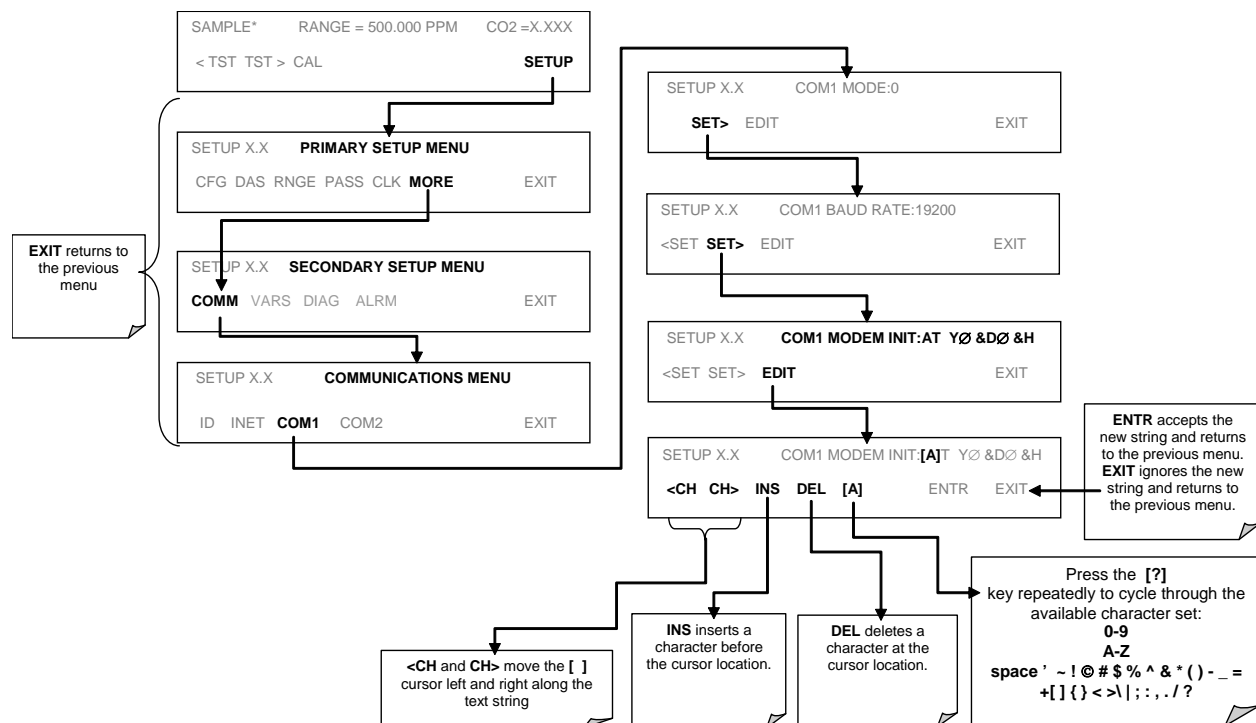 SAMPLE* RANGE = 500.000 PPM CO2 =X.XXX
< TST TST > CAL SETUP
SETUP X.X PRIMARY SETUP MENU
CFG DAS RNGE PASS CLK MORE EXIT
EXIT returns to
the previous
menu
SETUP X.X SECONDARY SETUP MENU
COMM VARS DIAG ALRM EXIT
SETUP X.X COMMUNICATIONS MENU
ID INET COM1 COM2 EXIT
SETUP X.X COM1 MODE:0
SET> EDIT EXIT
SETUP X.X COM1 BAUD RATE:19200
<SET SET> EDIT EXIT
SETUP X.X COM1 MODEM INIT:AT YØ &DØ &H
<SET SET> EDIT EXIT
SETUP X.X COM1 MODEM INIT:[A]T YØ &DØ &H
<CH CH> INS DEL [A] ENTR EXIT
ENTR accepts the
new string and returns
to the previous menu.
EXIT ignores the new
string and returns to
the previous menu.
<CH and CH> move the [ ]
cursor left and right along the
text string
INS inserts a
character before
the cursor location.
DEL deletes a
character at the
cursor location.
Press the [?]
key repeatedly to cycle through the
available character set:
0-9
A-Z
space ’ ~ ! © # $ % ^ & * ( ) - _ =
+[ ] { } < >\ | ; : , . / ?